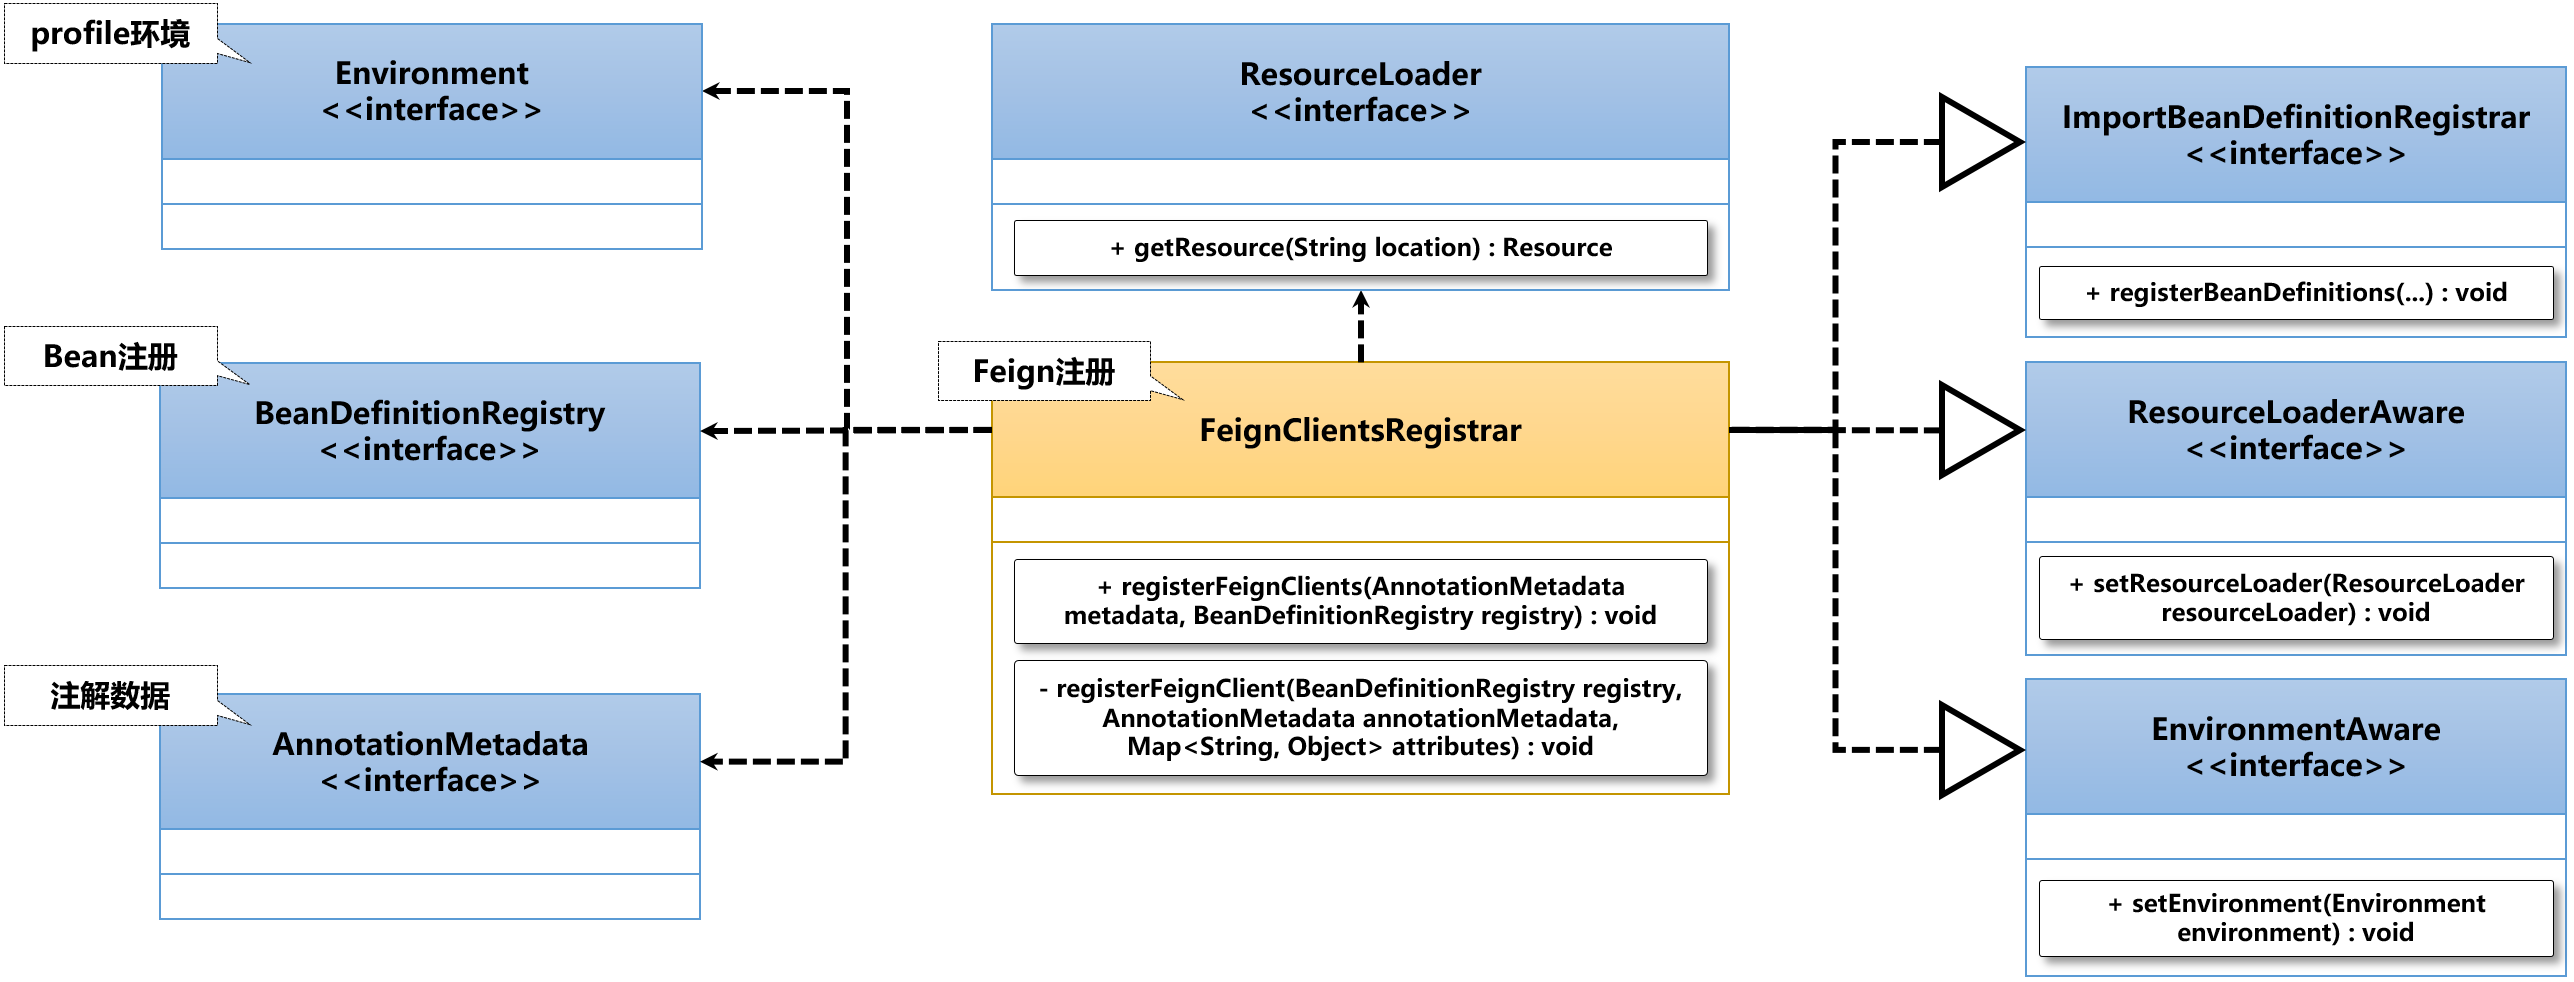 profile环境
Environment
<<interface>>
Bean注册
BeanDefinitionRegistry
<<interface>>
注解数据
AnnotationMetadata
<<interface>>
ResourceLoader
<<interface>>
+ getResource(String location) : Resource
Feign注册
FeignClientsRegistrar
+ registerFeignClients(AnnotationMetadata
metadata, BeanDefinitionRegistry registry) : void
- registerFeignClient(BeanDefinitionRegistry registry,
AnnotationMetadata annotationMetadata,
Map<String, Object> attributes) : void
ImportBeanDefinitionRegistrar
<<interface>>
+ registerBeanDefinitions(...) : void
ResourceLoaderAware
<<interface>>
+ setResourceLoader(ResourceLoader
resourceLoader) : void
EnvironmentAware
<<interface>>
+ setEnvironment(Environment
environment) : void